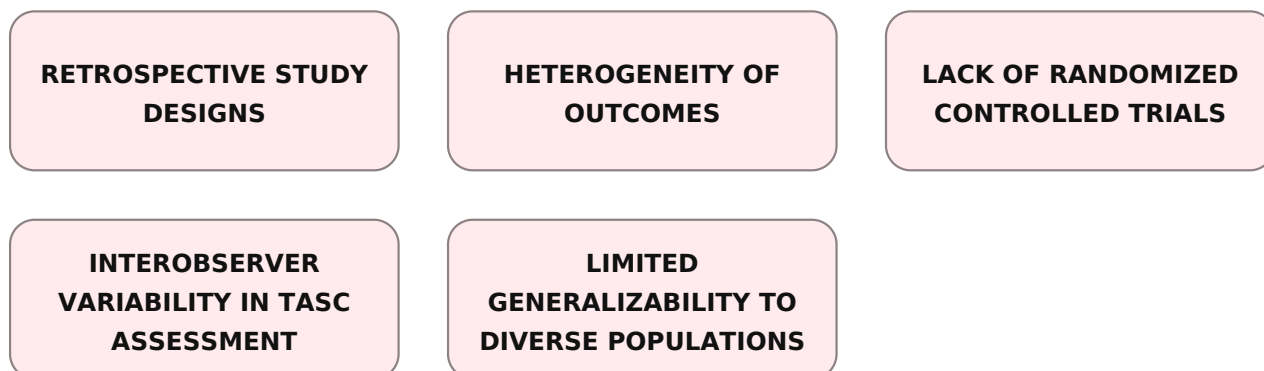 RETROSPECTIVE STUDY
DESIGNS
HETEROGENEITY OF
OUTCOMES
LACK OF RANDOMIZED
CONTROLLED TRIALS
INTEROBSERVER
VARIABILITY IN TASC
ASSESSMENT
LIMITED
GENERALIZABILITY TO
DIVERSE POPULATIONS